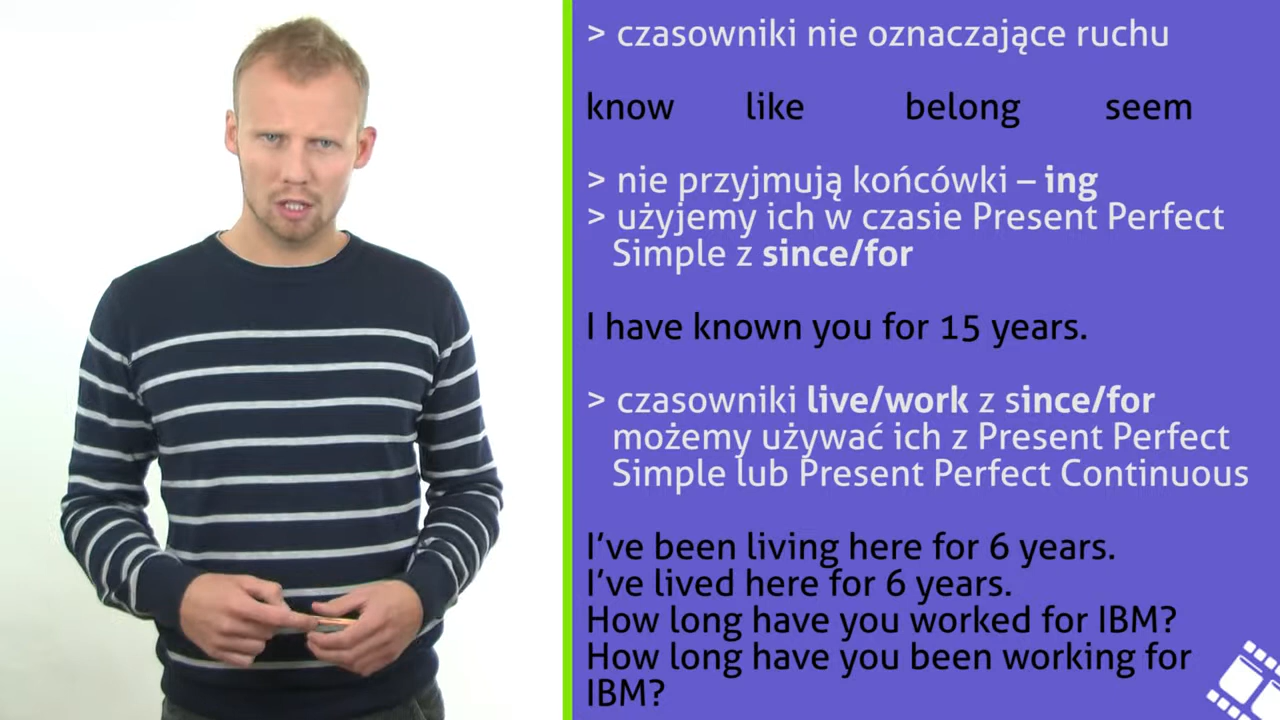 > czasowniki nie oznaczające ruchu
know like belong seem
> nie przyjmują końcówki – ing
> użyjemy ich w czasie Present Perfect
Simple z since/for
I have known you for 15 years.
> czasowniki live/work z since/for
możemy używać ich z Present Perfect
Simple lub Present Perfect Continuous
I've been living here for 6 years.
I've lived here for 6 years.
How long have you worked for IBM?
How long have you been working for
IBM?